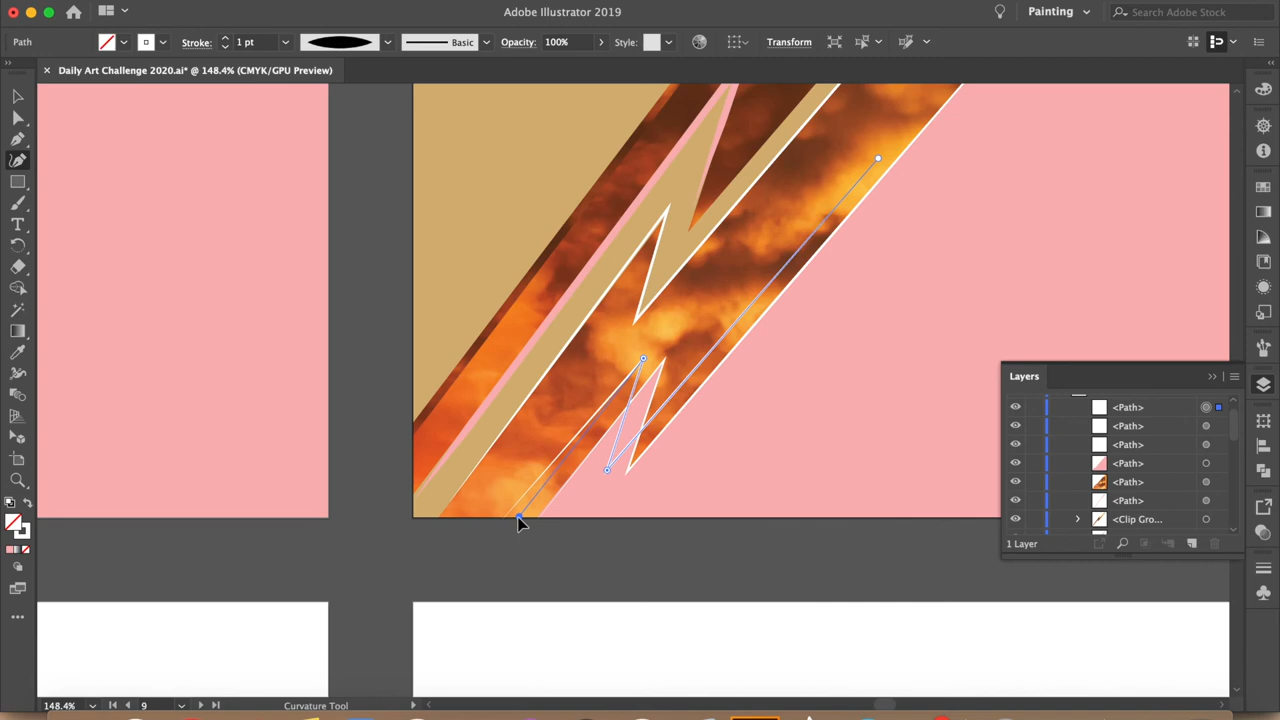 Adobe Illustrator 2019
Painting
Search Adobe Stock
Path
Stroke:
1 pt
Basic
Opacity:
100%
Style:
Transform
× Daily Art Challenge 2020.ai* @ 148.4% (CMYK/GPU Preview)
Layers
<Path>
<Path>
<Path>
<Path>
<Path>
<Path>
<Clip Gro...
1 Layer
148.4%
9
Curvature Tool